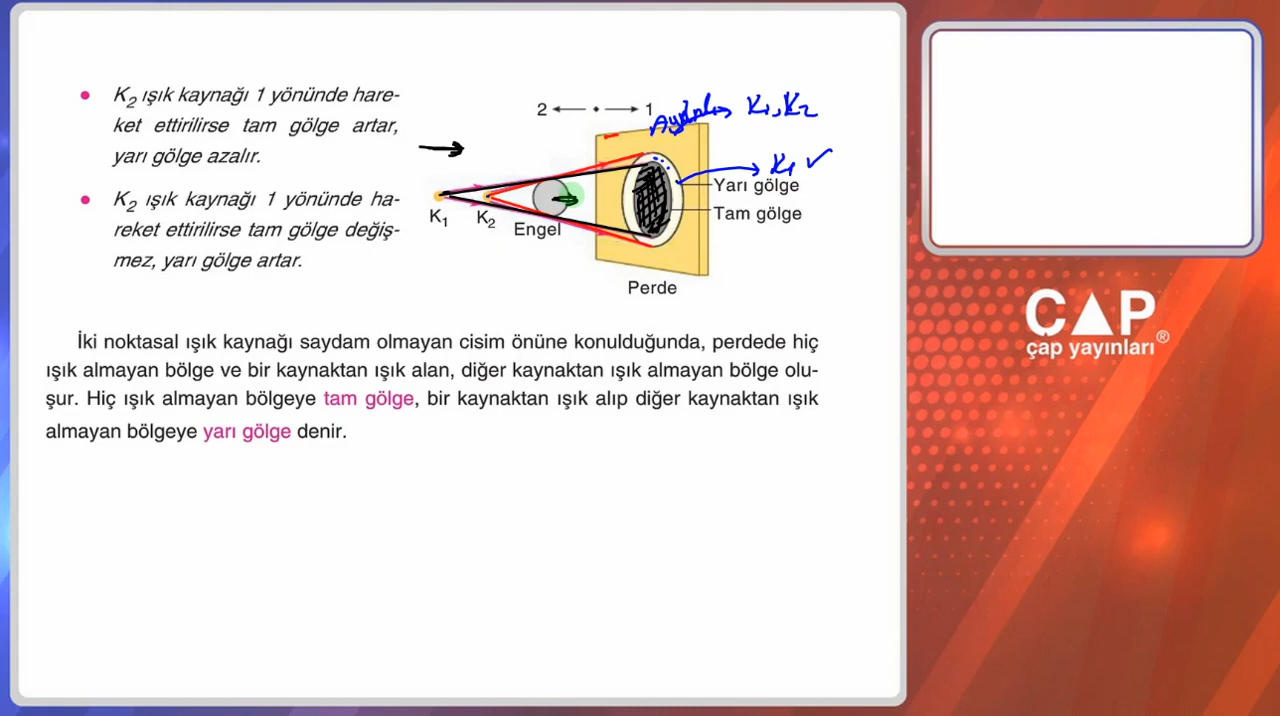 • K2 ışık kaynağı 1 yönünde hare-
ket ettirilirse tam gölge artar,
yarı gölge azalır.
• K2 ışık kaynağı 1 yönünde ha-
reket ettirilirse tam gölge değiş-
mez, yarı gölge artar.
2 1
Aydınlık K1, K2
K1 ✓
Yarı gölge
Tam gölge
K1 K2 Engel
Perde
İki noktasal ışık kaynağı saydam olmayan cisim önüne konulduğunda, perdede hiç
ışık almayan bölge ve bir kaynaktan ışık alan, diğer kaynaktan ışık almayan bölge olu-
şur. Hiç ışık almayan bölgeye tam gölge, bir kaynaktan ışık alıp diğer kaynaktan ışık
almayan bölgeye yarı gölge denir.
ÇAP
çap yayınları®